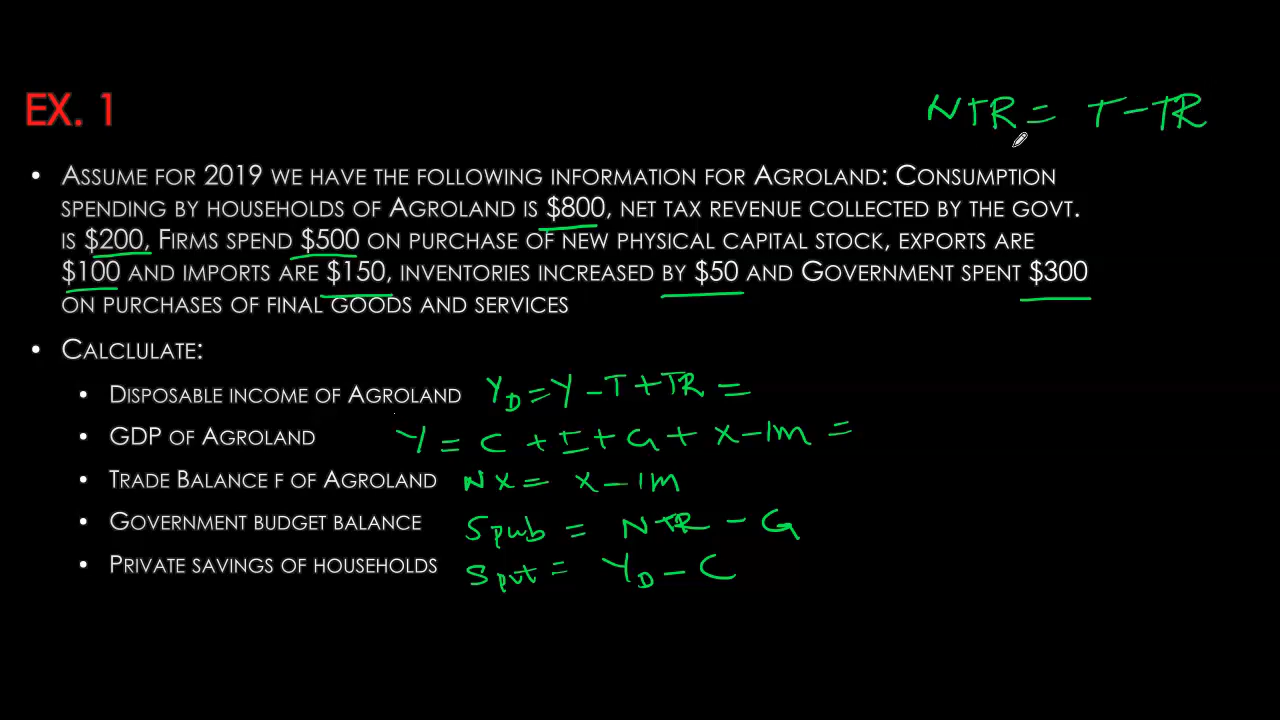 EX. 1
NTR = T - TR
• ASSUME FOR 2019 WE HAVE THE FOLLOWING INFORMATION FOR AGROLAND: CONSUMPTION
SPENDING BY HOUSEHOLDS OF AGROLAND IS $800, NET TAX REVENUE COLLECTED BY THE GOVT.
IS $200, FIRMS SPEND $500 ON PURCHASE OF NEW PHYSICAL CAPITAL STOCK, EXPORTS ARE
$100 AND IMPORTS ARE $150, INVENTORIES INCREASED BY $50 AND GOVERNMENT SPENT $300
ON PURCHASES OF FINAL GOODS AND SERVICES
• CALCLULATE:
• DISPOSABLE INCOME OF AGROLAND YD = Y - T + TR =
• GDP OF AGROLAND Y = C + I + G + X - IM =
• TRADE BALANCE F OF AGROLAND NX = X - IM
• GOVERNMENT BUDGET BALANCE Spub = NTR - G
• PRIVATE SAVINGS OF HOUSEHOLDS Spvt = YD - C